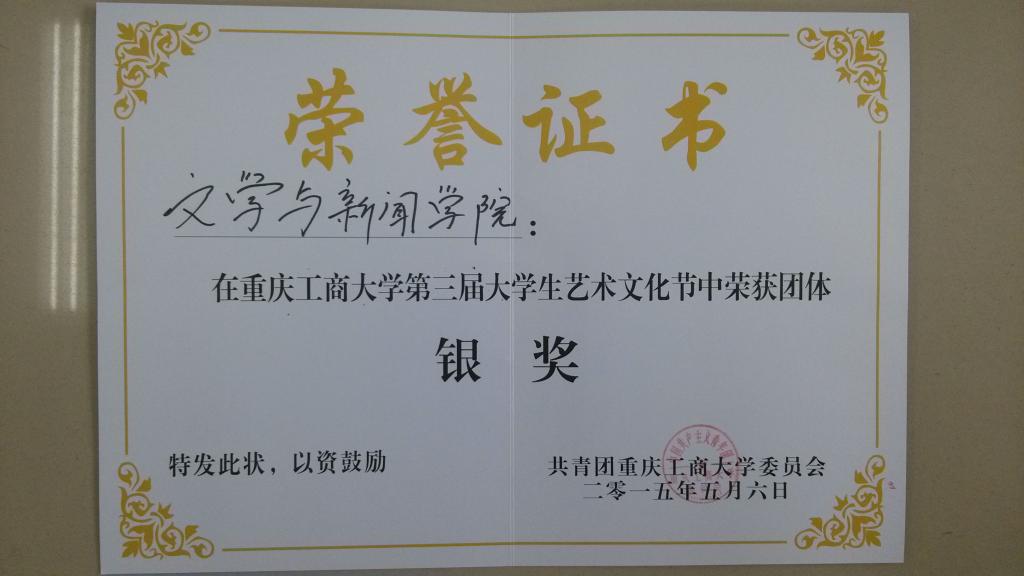 荣誉证书
文学与新闻学院：
在重庆工商大学第三届大学生艺术文化节中荣获团体
银 奖
特发此状，以资鼓励
共青团重庆工商大学委员会
二零一五年五月六日